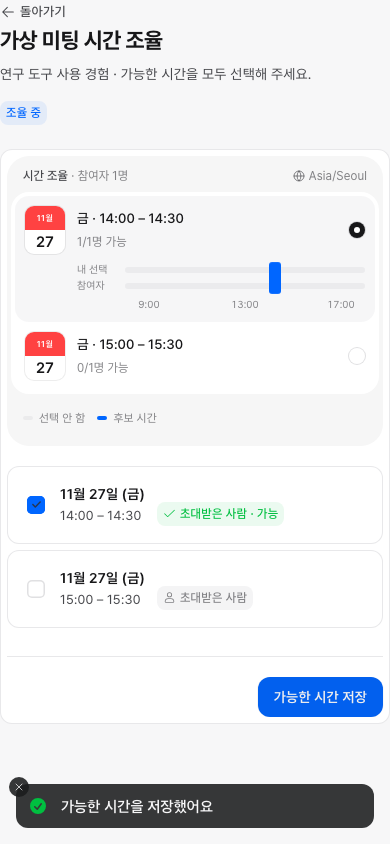 돌아가기
가상 미팅 시간 조율
연구 도구 사용 경험 · 가능한 시간을 모두 선택해 주세요.
조율 중
시간 조율 · 참여자 1명
Asia/Seoul
11월
27
금 · 14:00 – 14:30
1/1명 가능
내 선택
참여자
9:00
13:00
17:00
11월
27
금 · 15:00 – 15:30
0/1명 가능
선택 안 함
후보 시간
11월 27일 (금)
14:00 – 14:30
초대받은 사람 · 가능
11월 27일 (금)
15:00 – 15:30
초대받은 사람
가능한 시간 저장
가능한 시간을 저장했어요